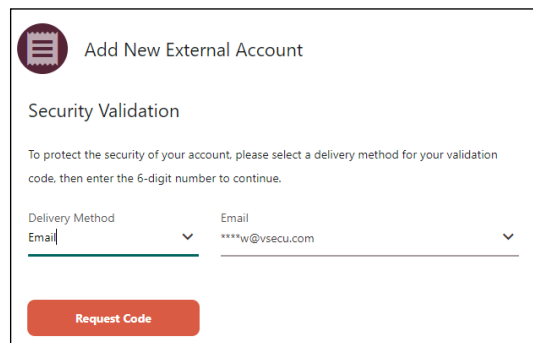 Add New External Account
Security Validation
To protect the security of your account, please select a delivery method for your validation
code, then enter the 6-digit number to continue.
Delivery Method Email
Email ****w@vsecu.com
Request Code